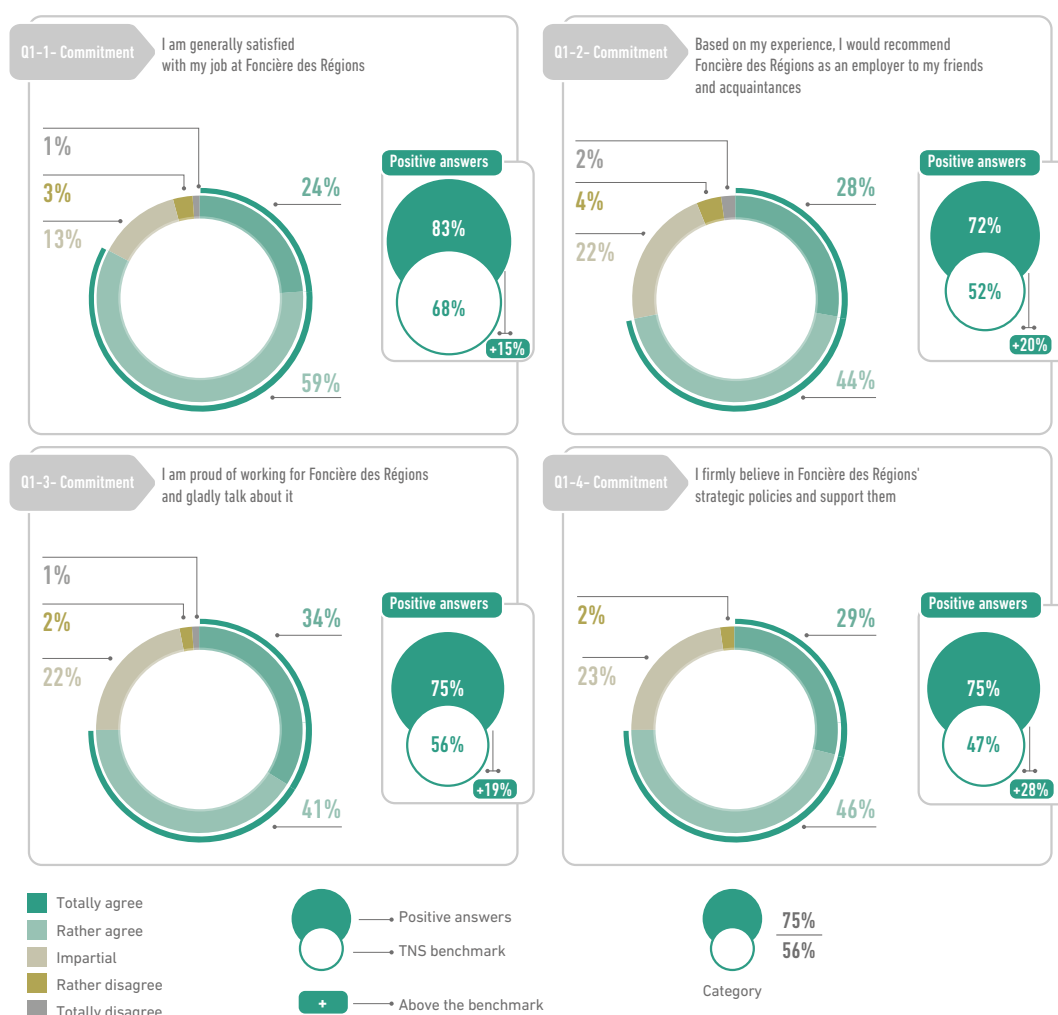 Q1-1- Commitment
I am generally satisfied
with my job at Foncière des Régions
1%
3%
13%
24%
59%
Positive answers
83%
68%
+15%
Q1-2- Commitment
Based on my experience, I would recommend
Foncière des Régions as an employer to my friends
and acquaintances
2%
4%
22%
28%
44%
Positive answers
72%
52%
+20%
Q1-3- Commitment
I am proud of working for Foncière des Régions
and gladly talk about it
1%
2%
22%
34%
41%
Positive answers
75%
56%
+19%
Q1-4- Commitment
I firmly believe in Foncière des Régions'
strategic policies and support them
2%
23%
29%
46%
Positive answers
75%
47%
+28%
Totally agree
Rather agree
Impartial
Rather disagree
Totally disagree
Positive answers
TNS benchmark
+
Above the benchmark
75%
56%
Category